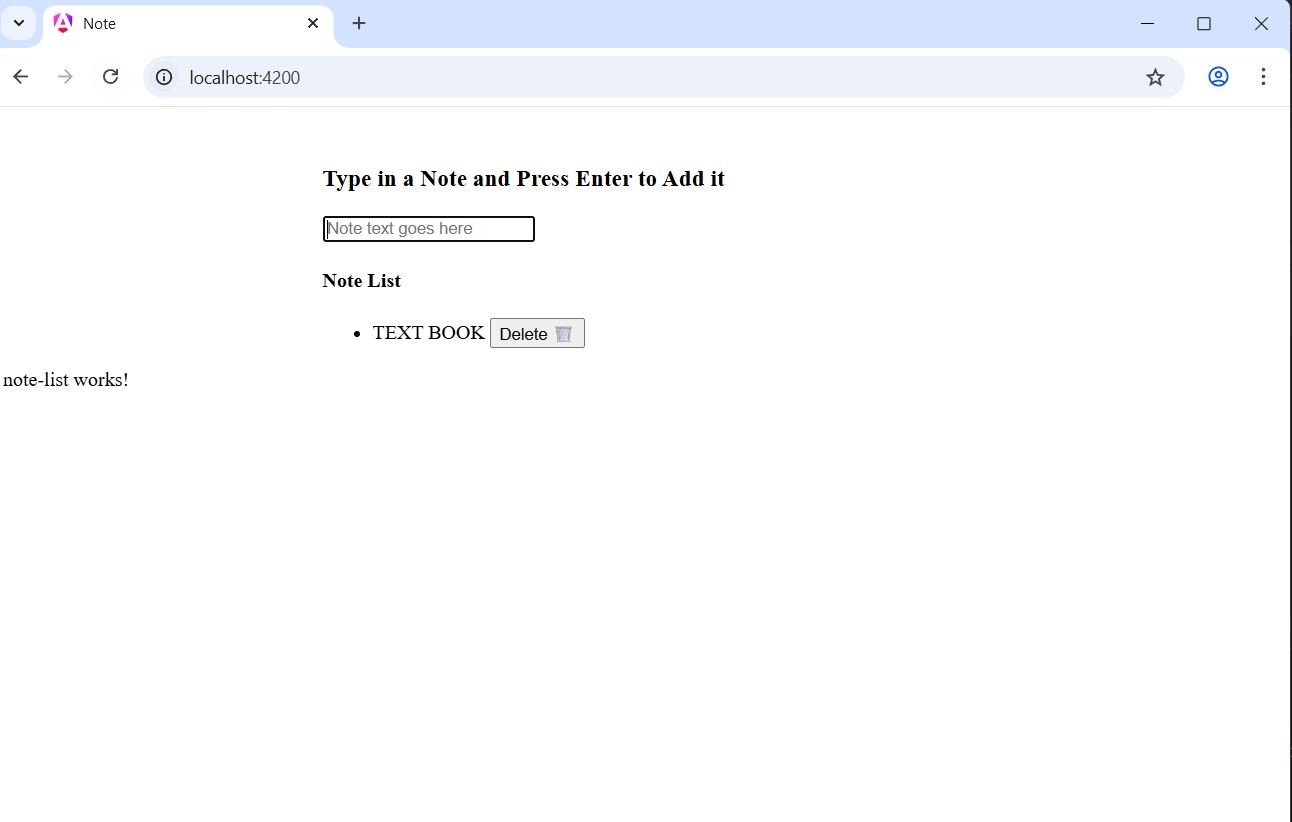 Note
localhost:4200
Type in a Note and Press Enter to Add it
Note text goes here
Note List
TEXT BOOK Delete
note-list works!